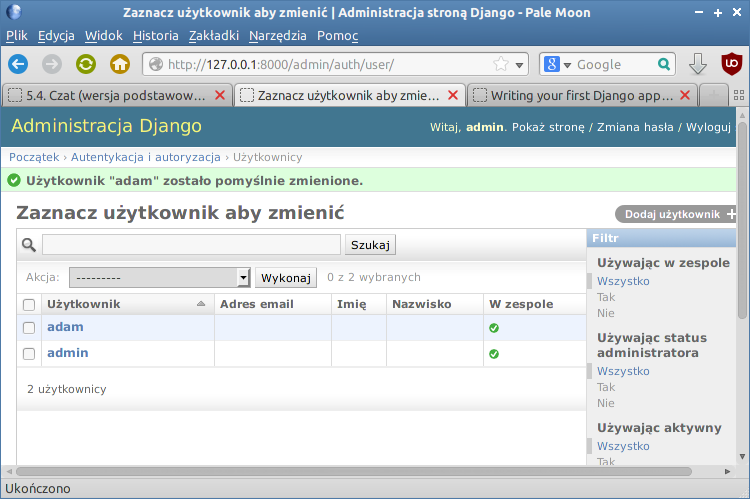 Zaznacz użytkownik aby zmienić | Administracja stroną Django - Pale Moon
Plik Edycja Widok Historia Zakładki Narzędzia Pomoc
http://127.0.0.1:8000/admin/auth/user/ 8 Google
5.4. Czat (wersja podstawow... Zaznacz użytkownik aby zmie... Writing your first Django app...
Administracja Django
Witaj, admin. Pokaż stronę / Zmiana hasła / Wyloguj
Początek › Autentykacja i autoryzacja › Użytkownicy
Użytkownik "adam" zostało pomyślnie zmienione.
Zaznacz użytkownik aby zmienić
Dodaj użytkownik +
Szukaj
Akcja: --------- Wykonaj 0 z 2 wybranych
Użytkownik Adres email Imię Nazwisko W zespole
adam
admin
2 użytkownicy
Filtr
Używając w zespole
Wszystko
Tak
Nie
Używając status
administratora
Wszystko
Tak
Nie
Używając aktywny
Wszystko
Tak
Ukończono